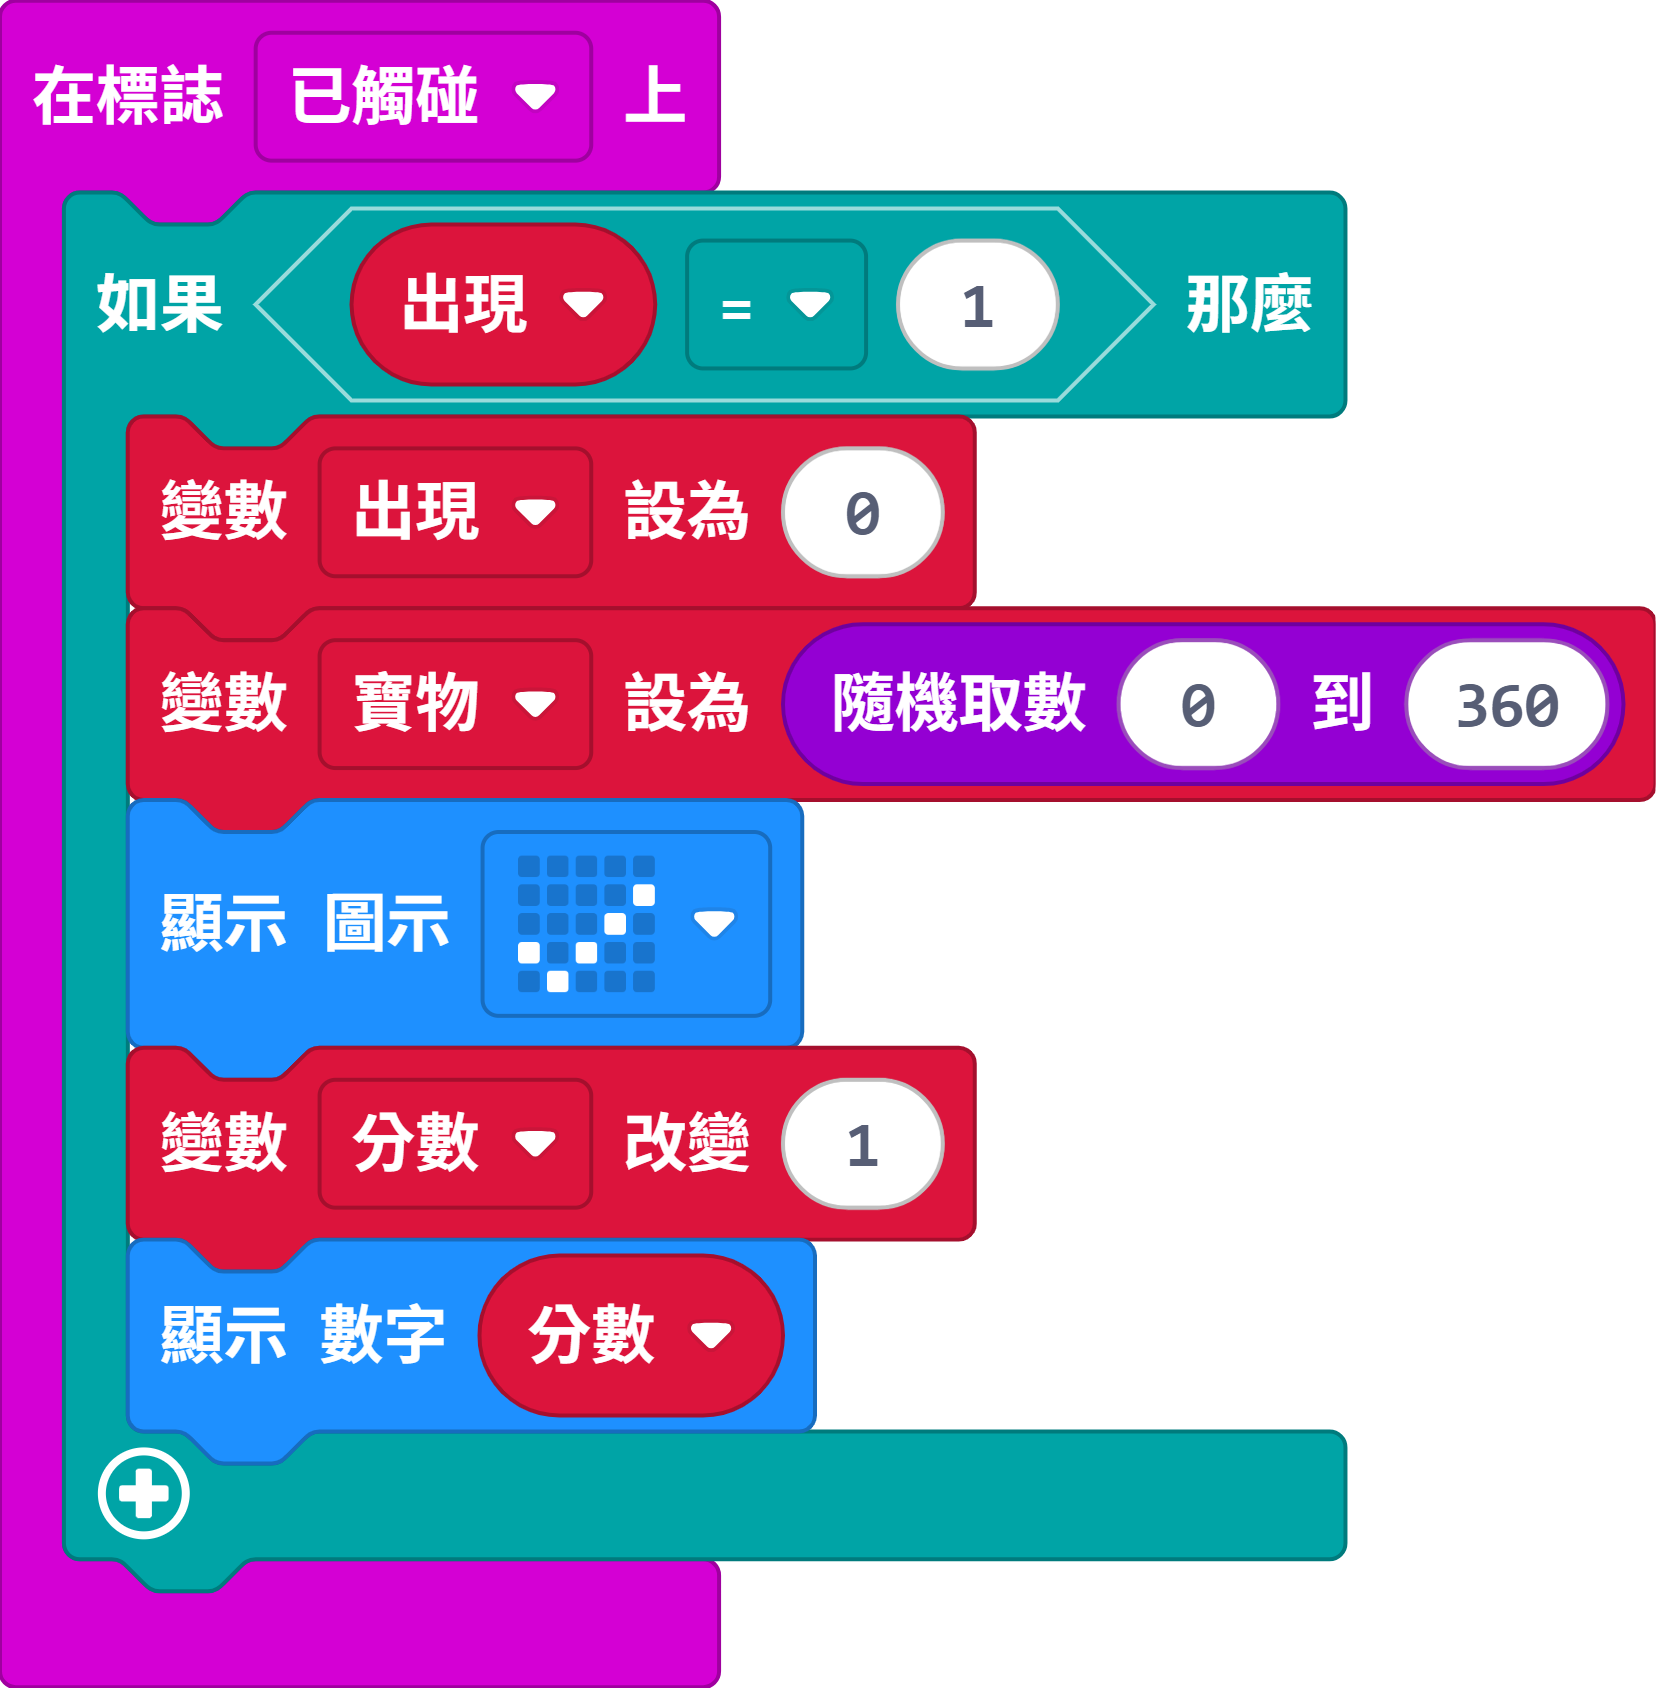 在標誌 已觸碰 上
如果 出現 = 1 那麼
變數 出現 設為 0
變數 寶物 設為 隨機取數 0 到 360
顯示 圖示
變數 分數 改變 1
顯示 數字 分數